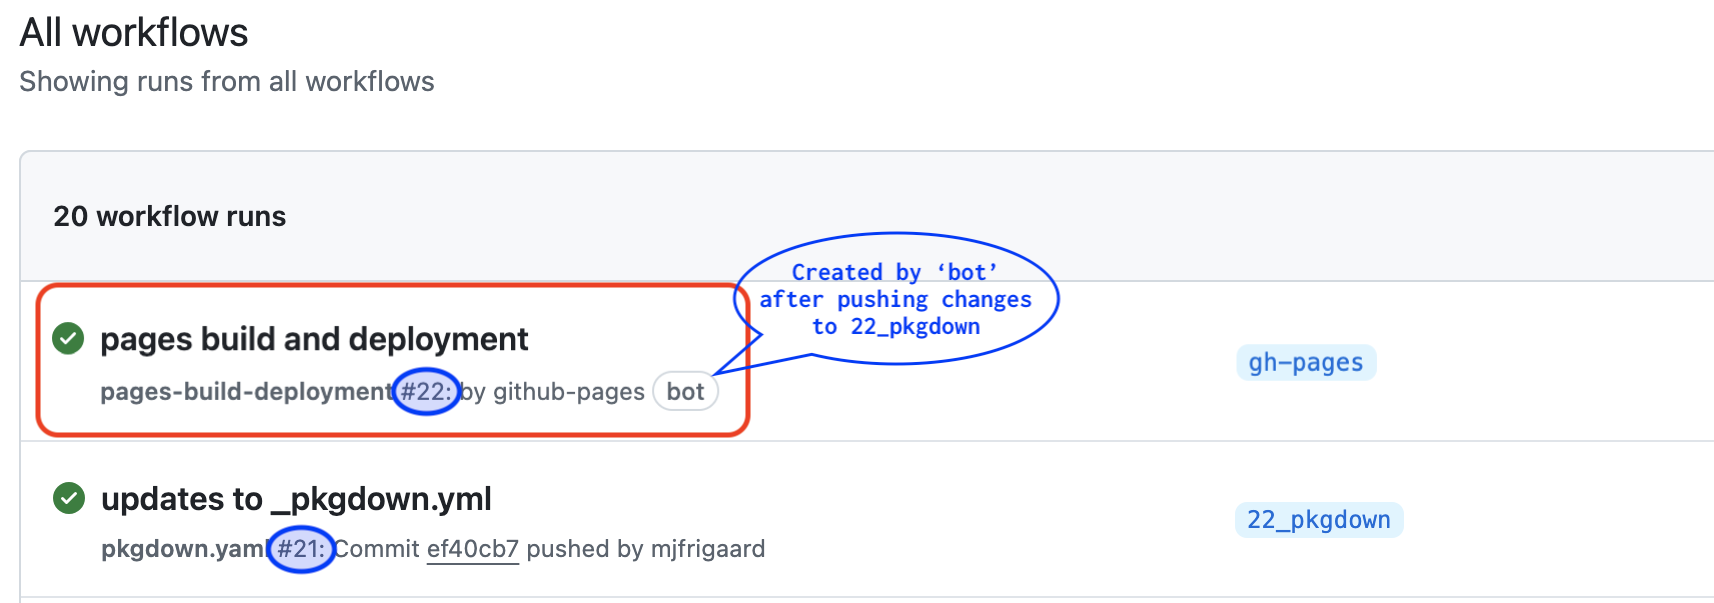 All workflows
Showing runs from all workflows
20 workflow runs
Created by ‘bot’
after pushing changes
to 22_pkgdown
pages build and deployment
gh-pages
pages-build-deployment #22: by github-pages bot
updates to _pkgdown.yml
22_pkgdown
pkgdown.yaml #21: Commit ef40cb7 pushed by mjfrigaard